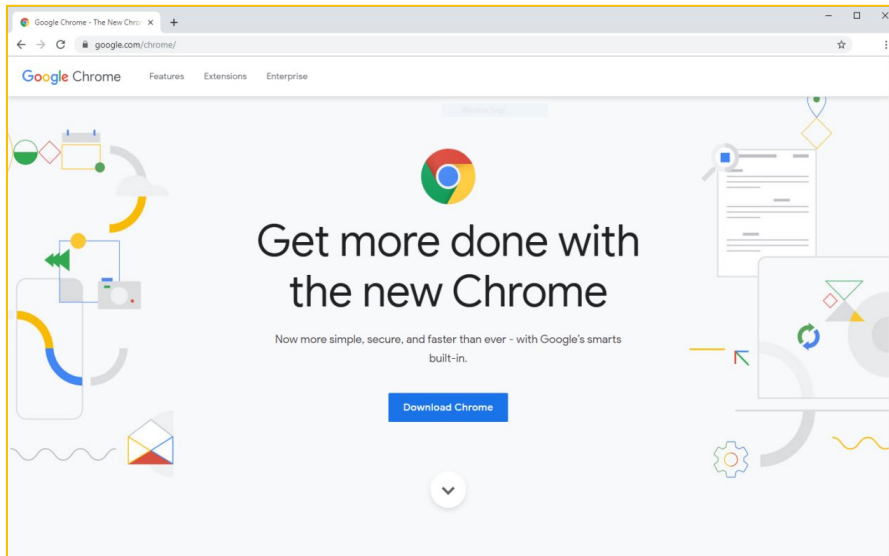 Google Chrome - The New Chro
google.com/chrome/
Google Chrome Features Extensions Enterprise
Get more done with
the new Chrome
Now more simple, secure, and faster than ever - with Google's smarts
built-in.
Download Chrome